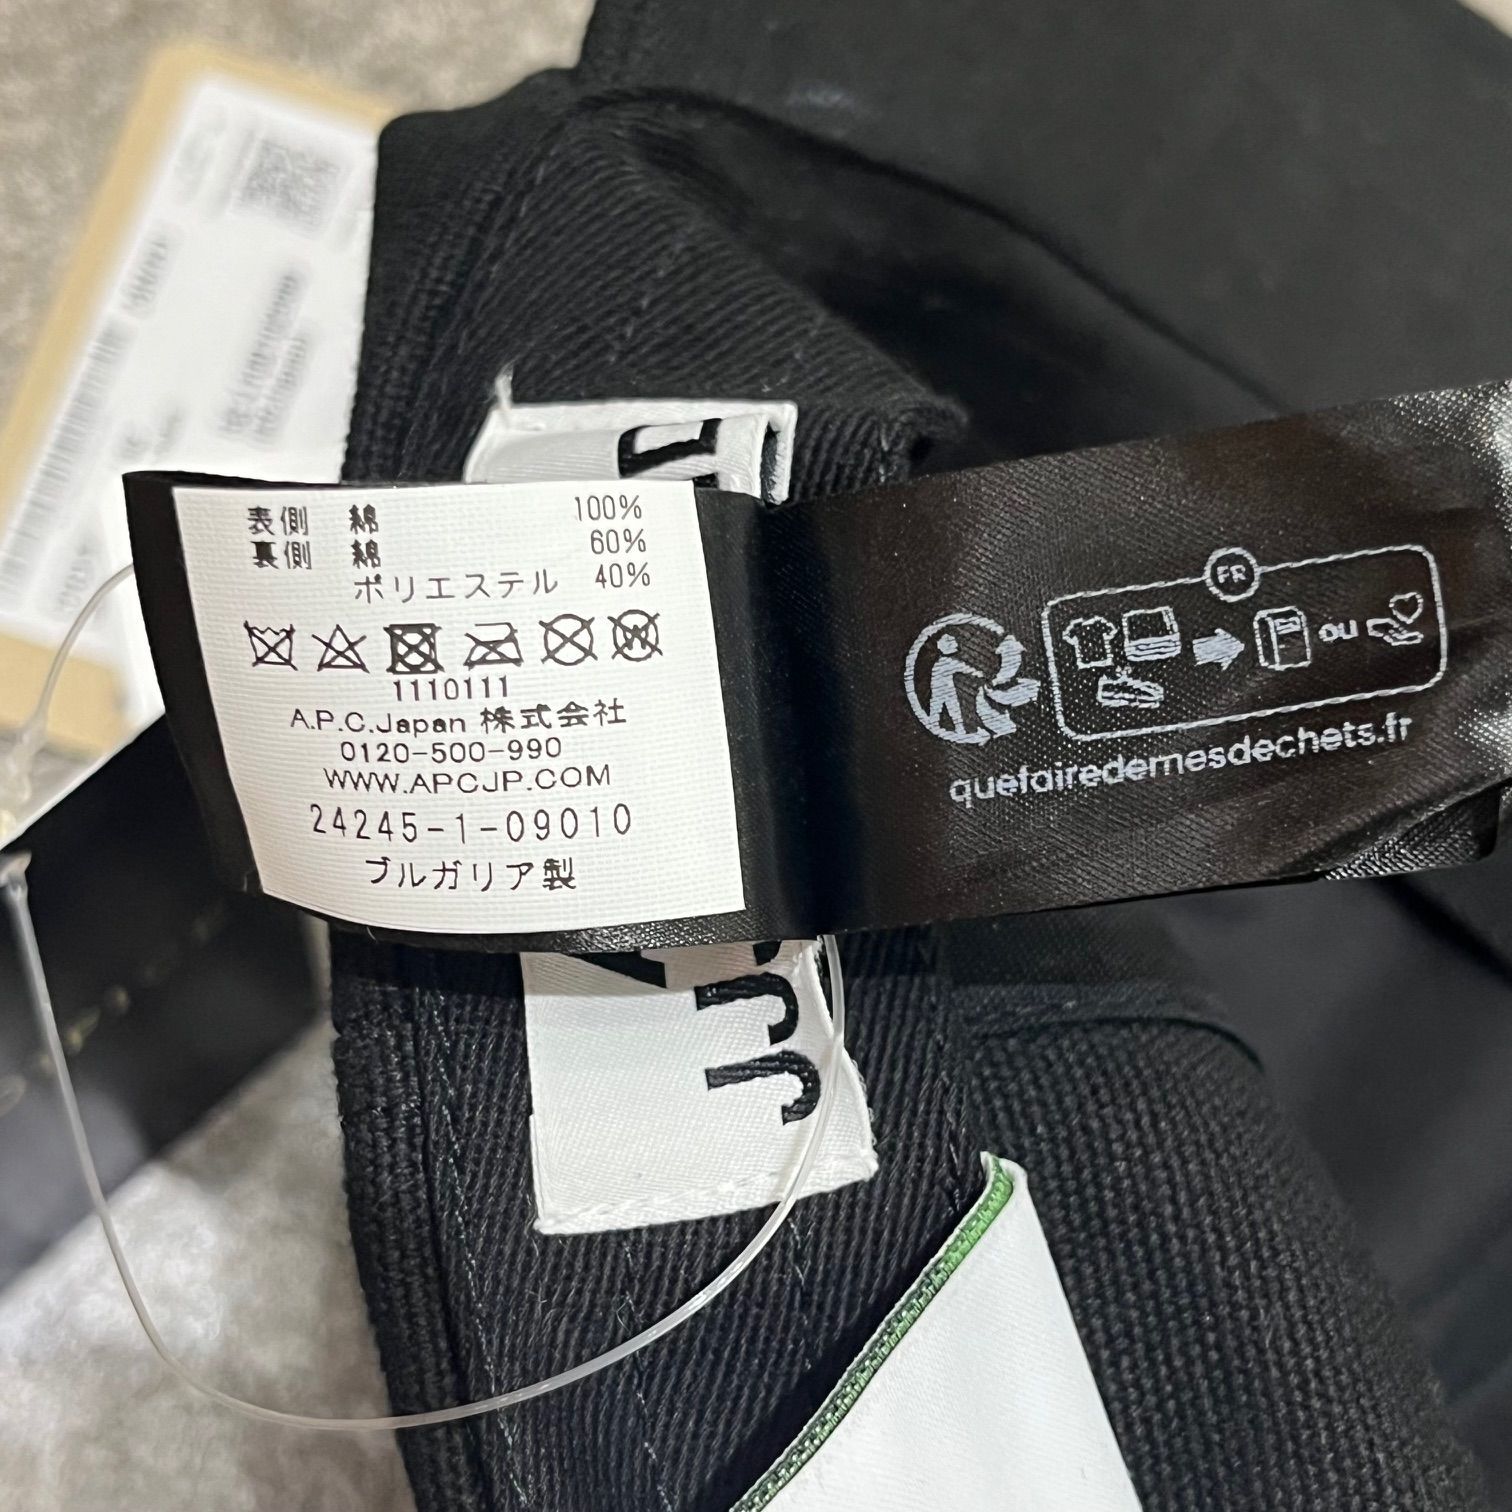 表側 綿 100%
裏側 綿 60%
ポリエステル 40%
1110111
A.P.C.Japan 株式会社
0120-500-990
WWW.APCJP.COM
24245-1-09010
ブルガリア製
FR
OU
quefairedemesdechets.fr